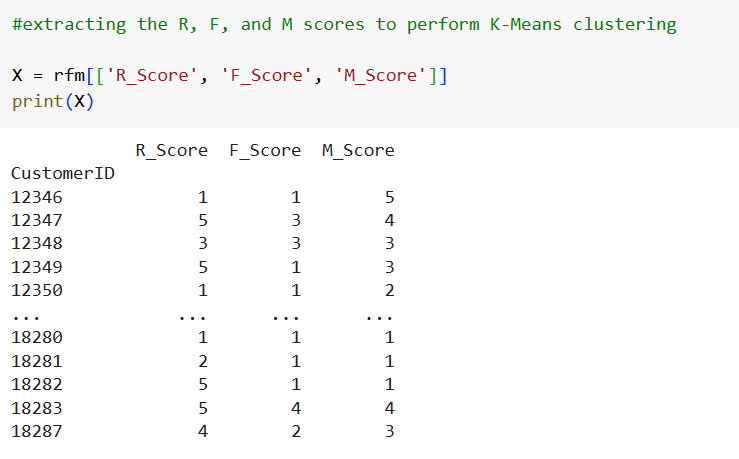 #extracting the R, F, and M scores to perform K-Means clustering
X = rfm[['R_Score', 'F_Score', 'M_Score']]
print(X)
R_Score F_Score M_Score
CustomerID
12346 1 1 5
12347 5 3 4
12348 3 3 3
12349 5 1 3
12350 1 1 2
... ... ... ...
18280 1 1 1
18281 2 1 1
18282 5 1 1
18283 5 4 4
18287 4 2 3